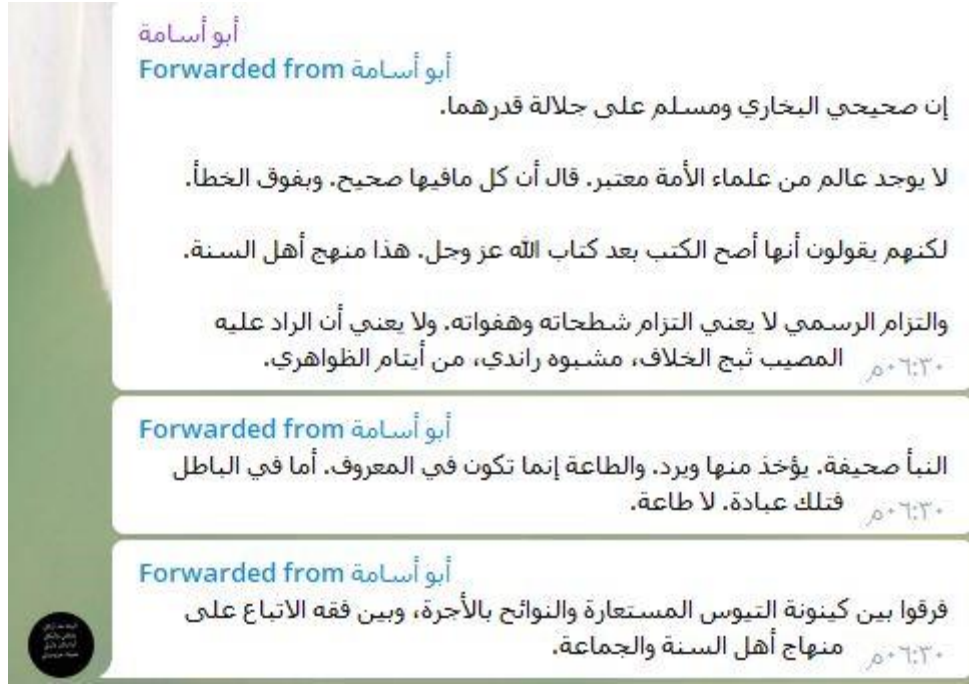 أبو أسامة
Forwarded from أبو أسامة
إن صحيحي البخاري ومسلم على جلالة قدرهما.
لا يوجد عالم من علماء الأمة معتبر. قال أن كل مافيها صحيح. وبفوق الخطأ.
لكنهم يقولون أنها أصح الكتب بعد كتاب الله عز وجل. هذا منهج أهل السنة.
والتزام الرسمي لا يعني التزام شطحاته وهفواته. ولا يعني أن الراد عليه
المصيب ثبج الخلاف، مشبوه راندي، من أيتام الظواهري.
٠٦:٣٠م
Forwarded from أبو أسامة
النبأ صحيفة. يؤخذ منها ويرد. والطاعة إنما تكون في المعروف. أما في الباطل
فتلك عبادة. لا طاعة.
٠٦:٣٠م
Forwarded from أبو أسامة
فرقوا بين كينونة التيوس المستعارة والنوائح بالأجرة، وبين فقه الاتباع على
منهاج أهل السنة والجماعة.
٠٦:٣٠م